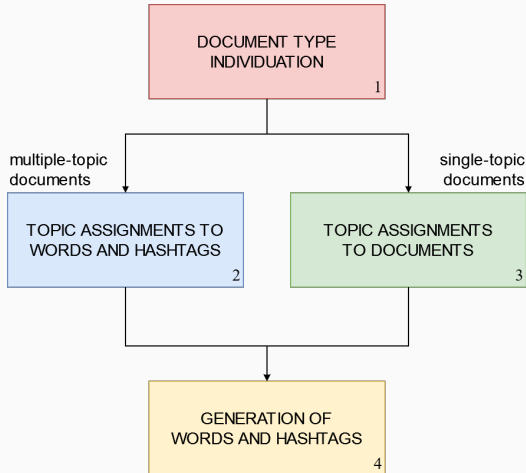 DOCUMENT TYPE
INDIVIDUATION
1
multiple-topic
documents
single-topic
documents
TOPIC ASSIGNMENTS TO
WORDS AND HASHTAGS
2
TOPIC ASSIGNMENTS
TO DOCUMENTS
3
GENERATION OF
WORDS AND HASHTAGS
4